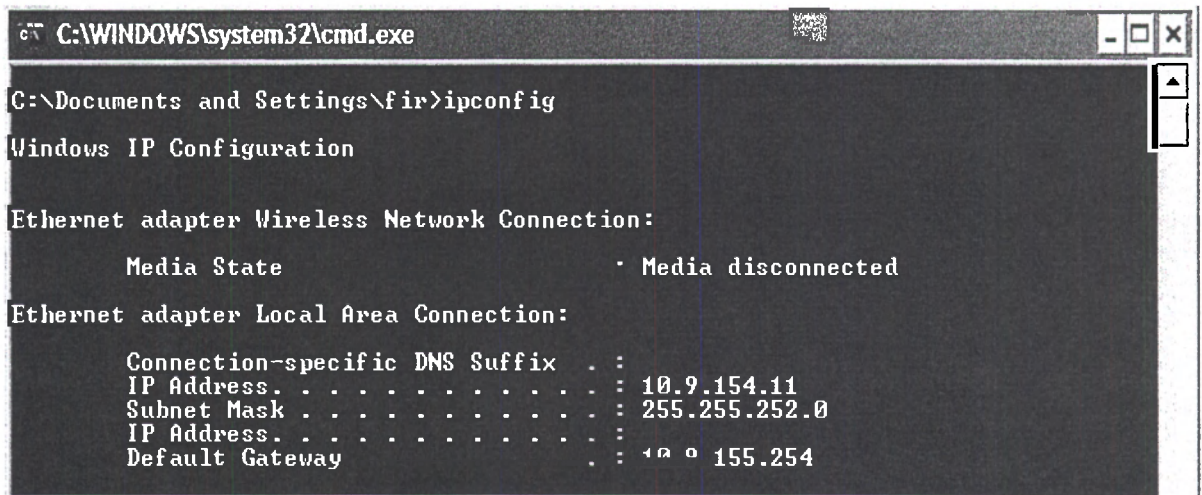 C:\WINDOWS\system32\cmd.exe
C:\Documents and Settings\fir>ipconfig
Windows IP Configuration
Ethernet adapter Wireless Network Connection:
Media State · Media disconnected
Ethernet adapter Local Area Connection:
Connection-specific DNS Suffix . :
IP Address. . . . . . . . . . . . : 10.9.154.11
Subnet Mask . . . . . . . . . . . : 255.255.252.0
IP Address. . . . . . . . . . . . :
Default Gateway . : 155.254